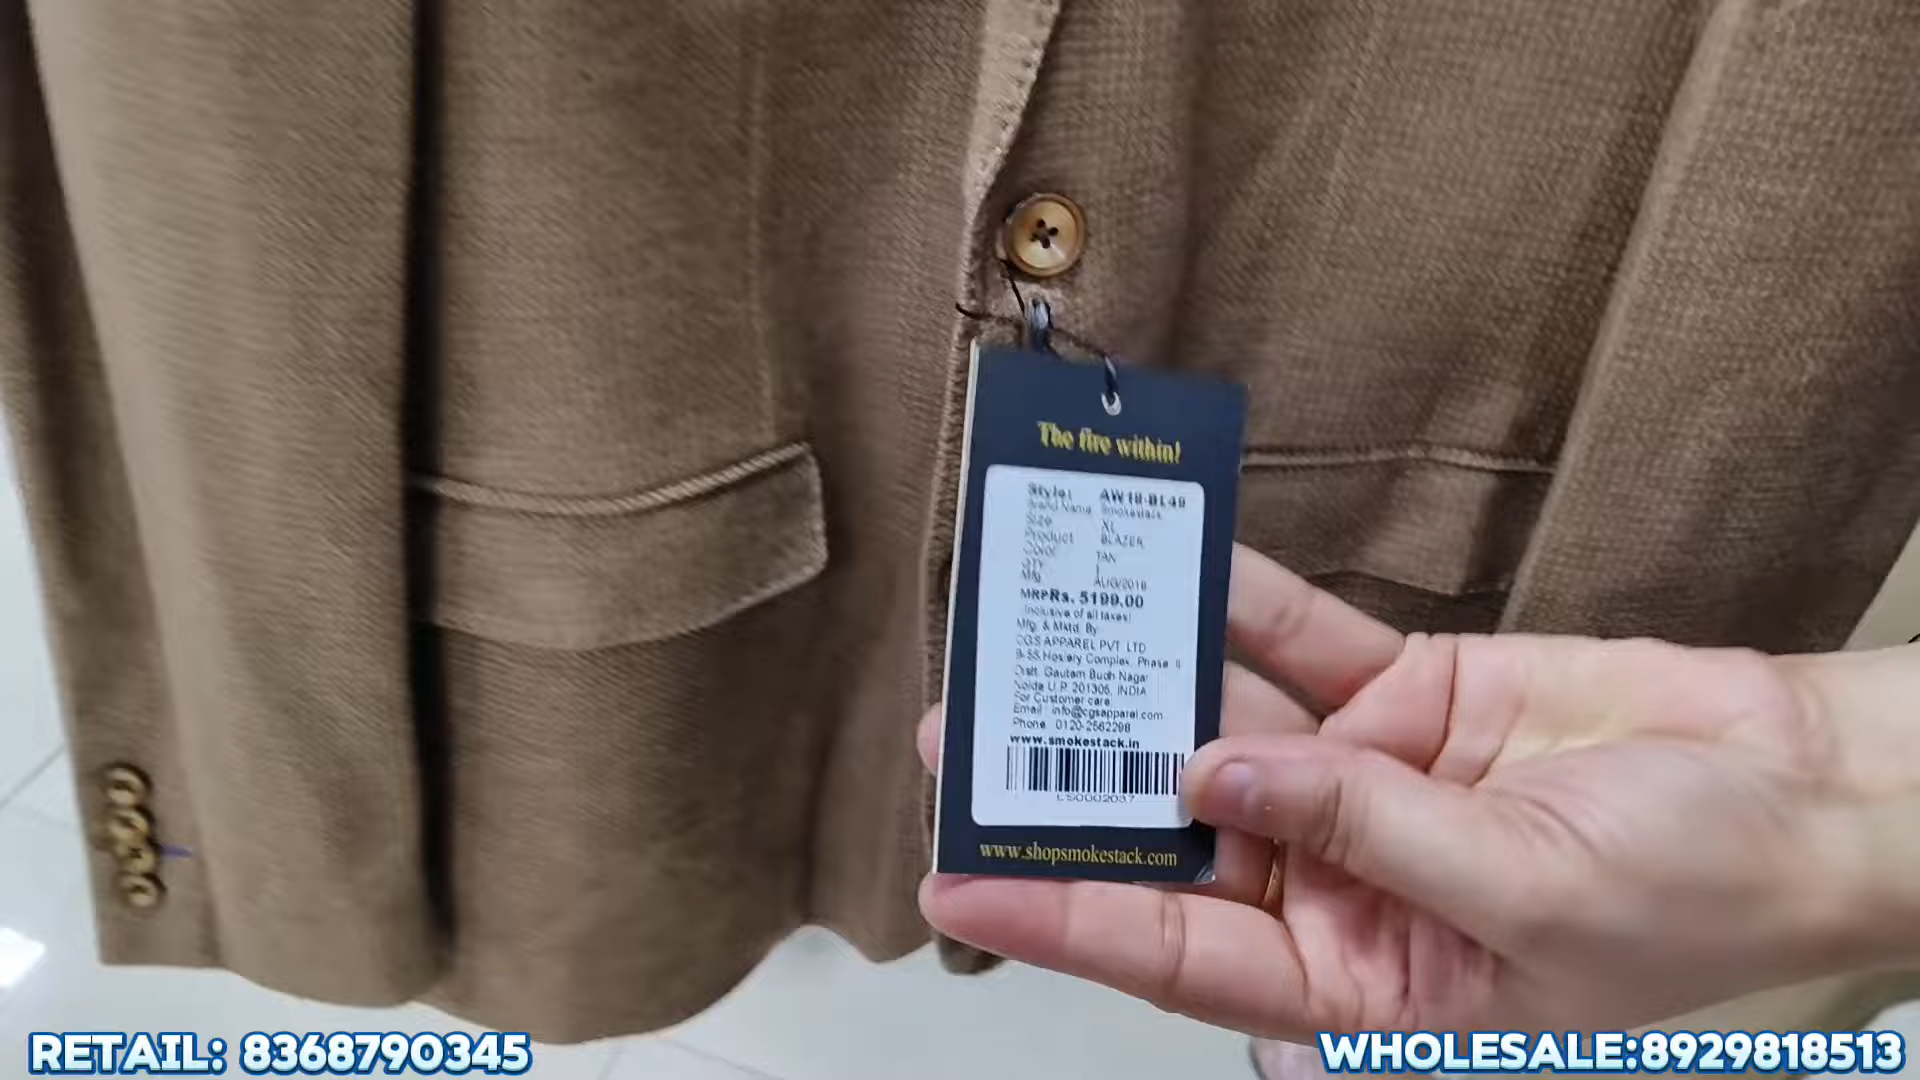 The fire within!
Style: AW18-BL49
Brand Name Smokestack
Size XL
Product BLAZER
Color TAN
QTY 1
Mfg. AUG/2018
MRP Rs. 5199.00
(Inclusive of all taxes)
Mfg. & Mktd. By:
CGS APPAREL PVT. LTD
B-55,Hosiery Complex, Phase II
Distt. Gautam Budh Nagar
Noida U.P. 201305, INDIA
For Customer care
Email : info@cgsapparel.com
Phone : 0120-2562298
www.smokestack.in
LS0002037
www.shopsmokestack.com
RETAIL: 8368790345
WHOLESALE:8929818513